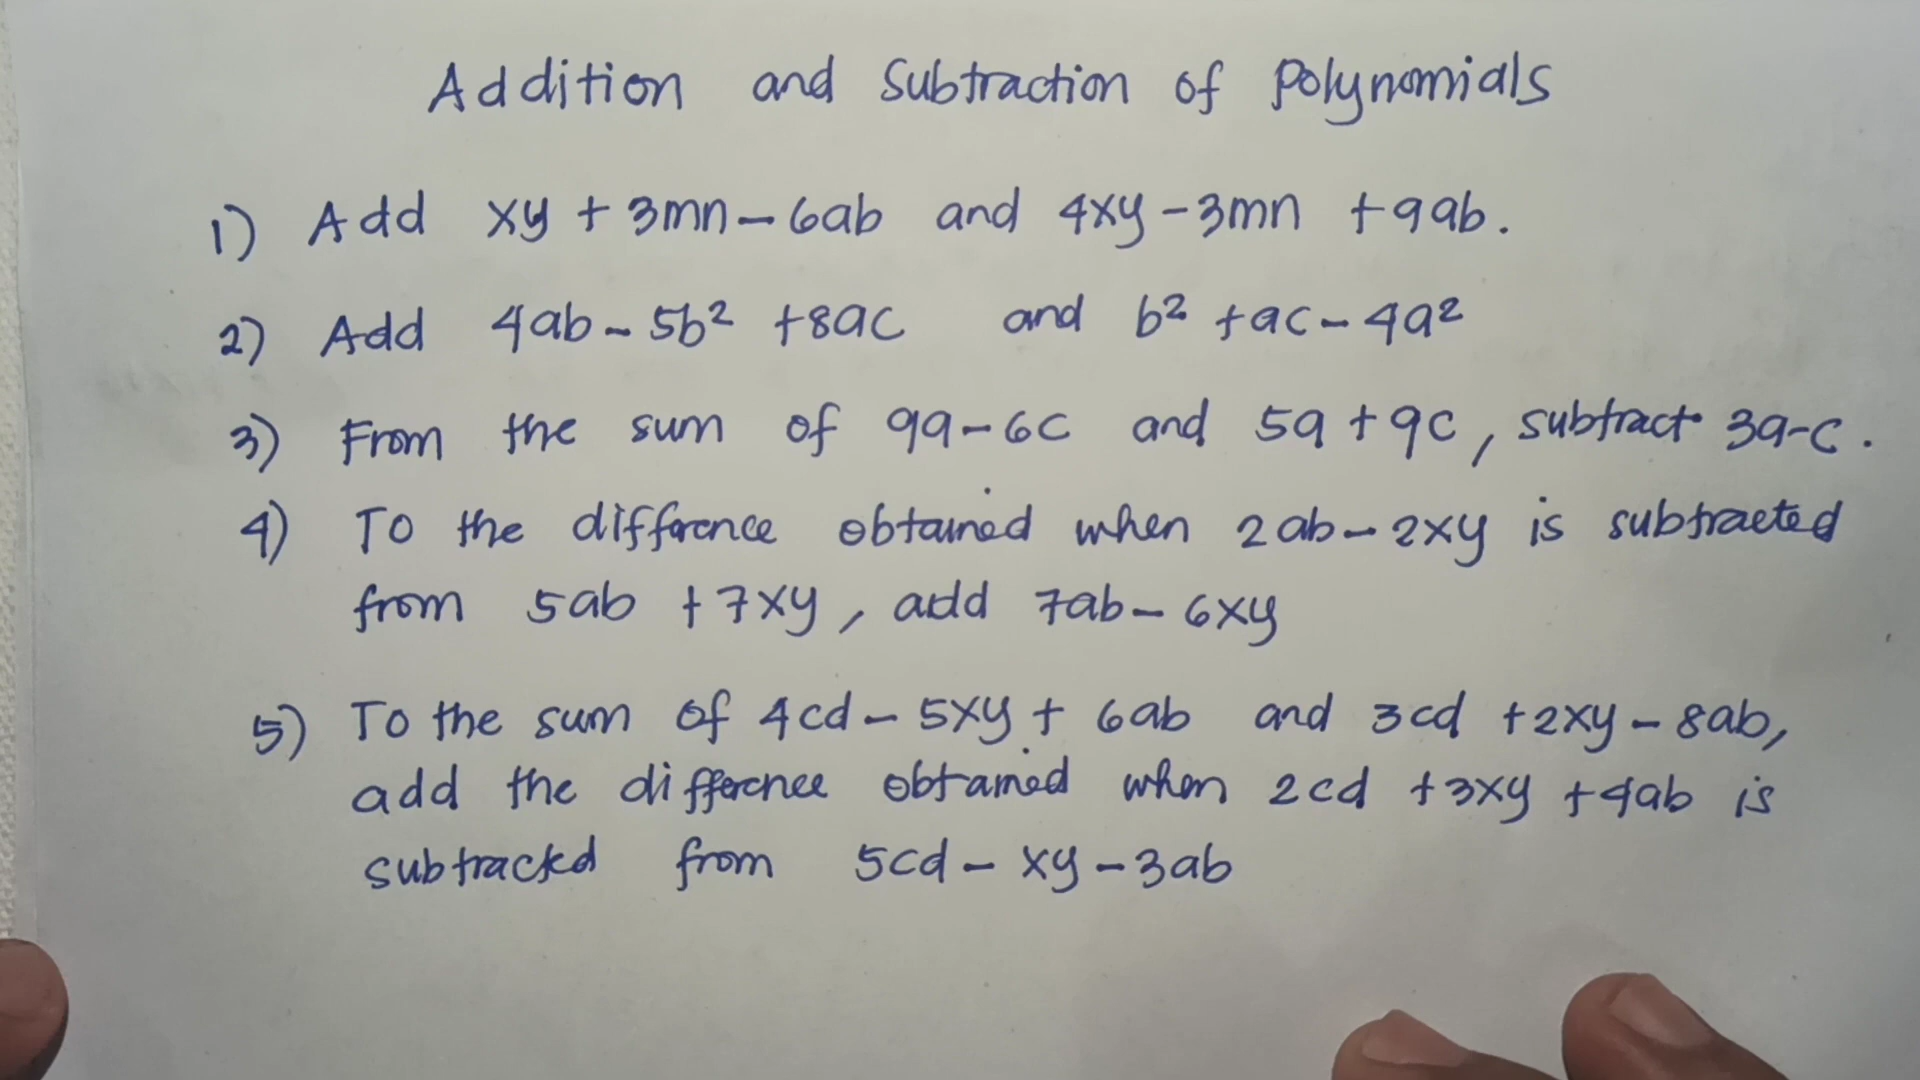 Addition and Subtraction of Polynomials
1) Add xy + 3mn - 6ab and 4xy - 3mn + 9ab.
2) Add 4ab - 5b² + 8ac and b² + ac - 4a²
3) From the sum of 9a - 6c and 5a + 9c, subtract 3a - c.
4) To the difference obtained when 2ab - 2xy is subtracted
from 5ab + 7xy, add 7ab - 6xy
5) To the sum of 4cd - 5xy + 6ab and 3cd + 2xy - 8ab,
add the difference obtained when 2cd + 3xy + 4ab is
subtracted from 5cd - xy - 3ab